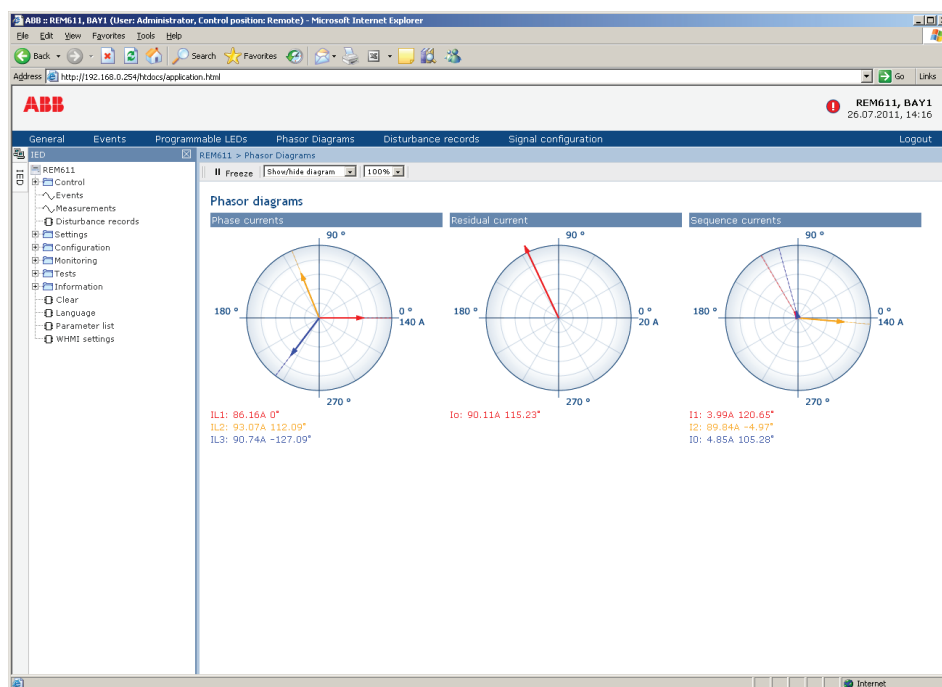 ABB :: REM611, BAY1 (User: Administrator, Control position: Remote) - Microsoft Internet Explorer
File Edit View Favorites Tools Help
Back Search Favorites
Address http://192.168.0.254/htdocs/application.html Go Links
ABB
REM611, BAY1
26.07.2011, 14:16
General Events Programmable LEDs Phasor Diagrams Disturbance records Signal configuration Logout
IED
IED
REM611 > Phasor Diagrams
Freeze Show/hide diagram 100%
REM611
Control
Events
Measurements
Disturbance records
Settings
Configuration
Monitoring
Tests
Information
Clear
Language
Parameter list
WHMI settings
Phasor diagrams
Phase currents
90 °
180 °
0 °
140 A
270 °
IL1: 86.16A 0°
IL2: 93.07A 112.09°
IL3: 90.74A -127.09°
Residual current
90 °
180 °
0 °
20 A
270 °
Io: 90.11A 115.23°
Sequence currents
90 °
180 °
0 °
140 A
270 °
I1: 3.99A 120.65°
I2: 89.84A -4.97°
I0: 4.85A 105.28°
Internet